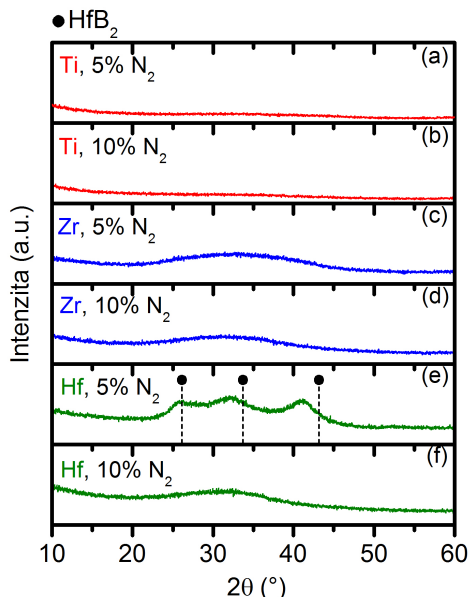 ● HfB₂
Intenzita (a.u.)
Ti, 5% N₂ (a)
Ti, 10% N₂ (b)
Zr, 5% N₂ (c)
Zr, 10% N₂ (d)
Hf, 5% N₂ (e)
Hf, 10% N₂ (f)
10 20 30 40 50 60
2θ (°)